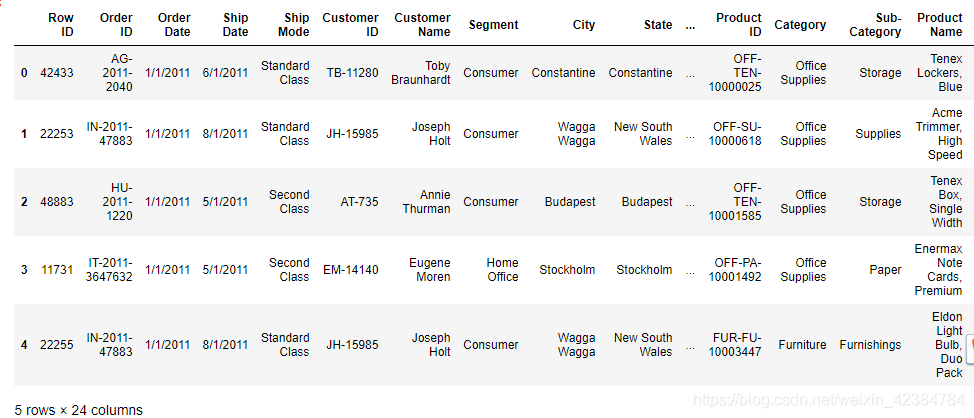 Row ID Order ID Order Date Ship Date Ship Mode Customer ID Customer Name Segment City State ... Product ID Category Sub-Category Product Name
0 42433 AG-2011-2040 1/1/2011 6/1/2011 Standard Class TB-11280 Toby Braunhardt Consumer Constantine Constantine ... OFF-TEN-10000025 Office Supplies Storage Tenex Lockers, Blue
1 22253 IN-2011-47883 1/1/2011 8/1/2011 Standard Class JH-15985 Joseph Holt Consumer Wagga Wagga New South Wales ... OFF-SU-10000618 Office Supplies Supplies Acme Trimmer, High Speed
2 48883 HU-2011-1220 1/1/2011 5/1/2011 Second Class AT-735 Annie Thurman Consumer Budapest Budapest ... OFF-TEN-10001585 Office Supplies Storage Tenex Box, Single Width
3 11731 IT-2011-3647632 1/1/2011 5/1/2011 Second Class EM-14140 Eugene Moren Home Office Stockholm Stockholm ... OFF-PA-10001492 Office Supplies Paper Enermax Note Cards, Premium
4 22255 IN-2011-47883 1/1/2011 8/1/2011 Standard Class JH-15985 Joseph Holt Consumer Wagga Wagga New South Wales ... FUR-FU-10003447 Furniture Furnishings Eldon Light Bulb, Duo Pack
5 rows × 24 columns
https://blog.csdn.net/weixin_42384784